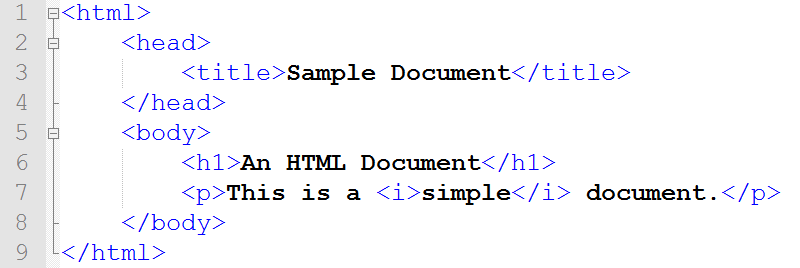 1 <html>
2     <head>
3         <title>Sample Document</title>
4     </head>
5     <body>
6         <h1>An HTML Document</h1>
7         <p>This is a <i>simple</i> document.</p>
8     </body>
9 </html>